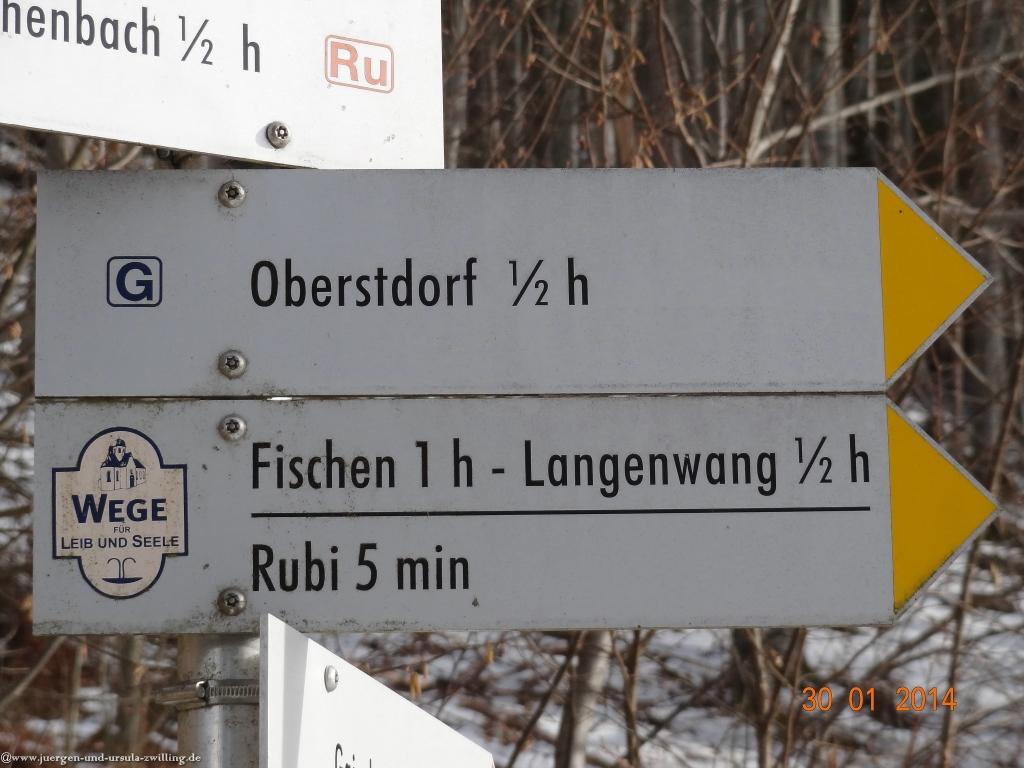 henbach ½ h
Ru
G Oberstdorf ½ h
Fischen 1 h - Langenwang ½ h
WEGE
FÜR
LEIB UND SEELE
Rubi 5 min
30 01 2014
@www.juergen-und-ursula-zwilling.de